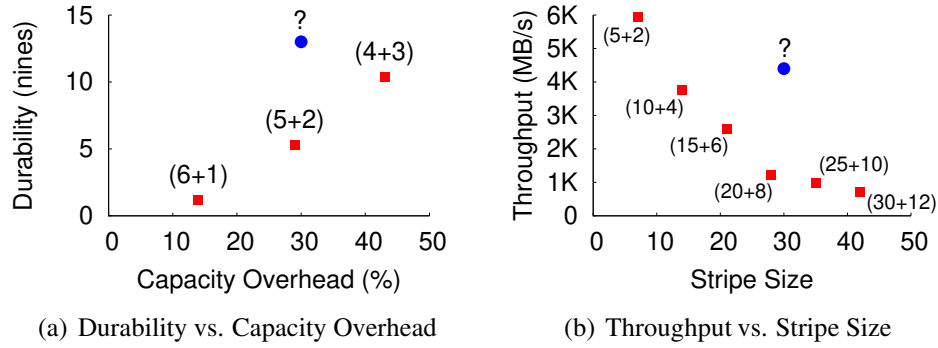 Durability (nines)
15
10
5
0
?
(4+3)
(5+2)
(6+1)
0 10 20 30 40 50
Capacity Overhead (%)
(a) Durability vs. Capacity Overhead
Throughput (MB/s)
6K
5K
4K
3K
2K
1K
0
(5+2)
?
(10+4)
(15+6)
(20+8)
(25+10)
(30+12)
0 10 20 30 40 50
Stripe Size
(b) Throughput vs. Stripe Size